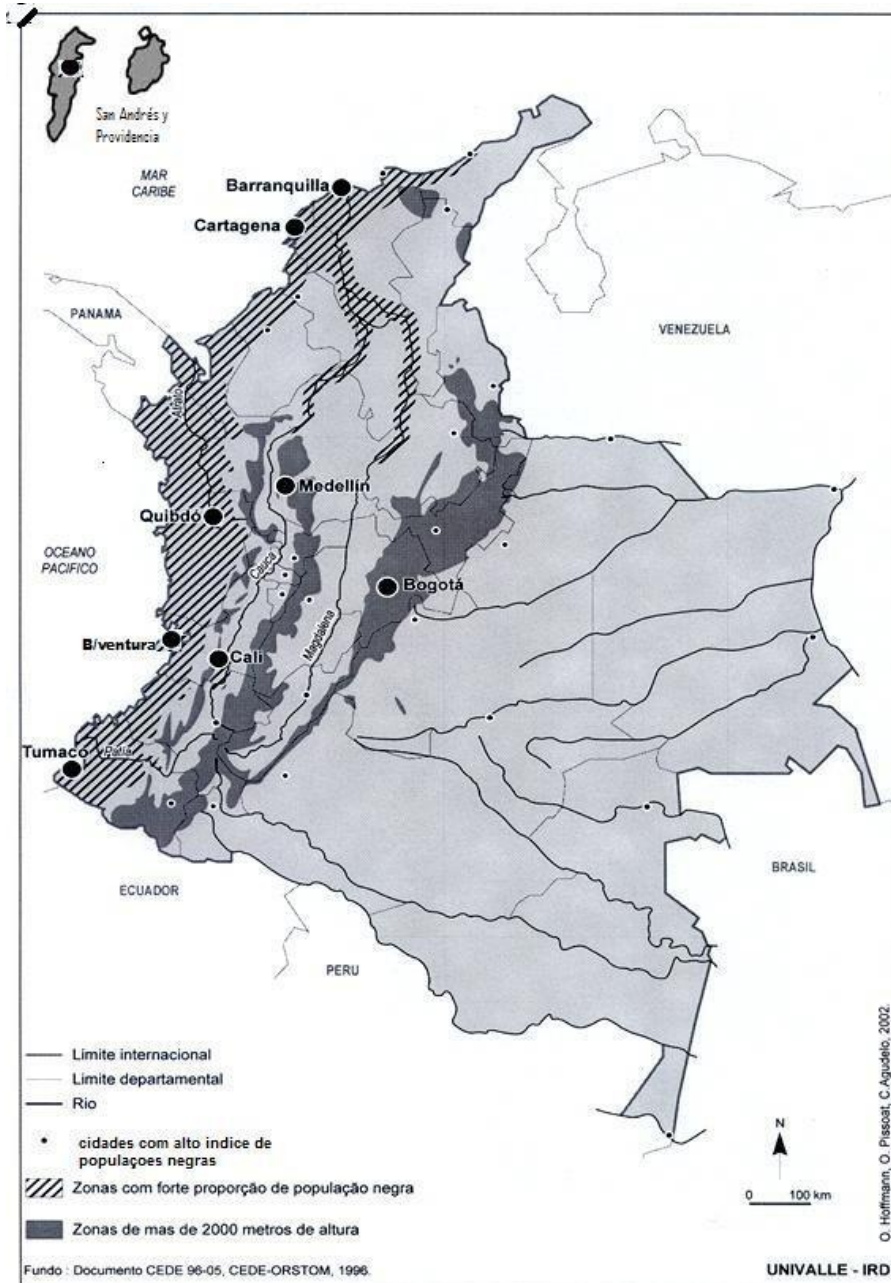 San Andrés y
Providencia
MAR
CARIBE
Barranquilla
Cartagena
PANAMA
VENEZUELA
Atrato
Medellín
Quibdó
OCEANO
PACIFICO
Cauca
Bogotá
Magdalena
B/ventura
Cali
Tumaco
Patía
BRASIL
ECUADOR
PERU
Límite internacional
Limite departamental
Rio
cidades com alto indice de
populaçoes negras
Zonas com forte proporção de população negra
Zonas de mas de 2000 metros de altura
N
0 100 km
O. Hoffmann, O. Pissoat, C.Agudelo, 2002.
Fundo : Documento CEDE 96-05, CEDE-ORSTOM, 1996.
UNIVALLE - IRD